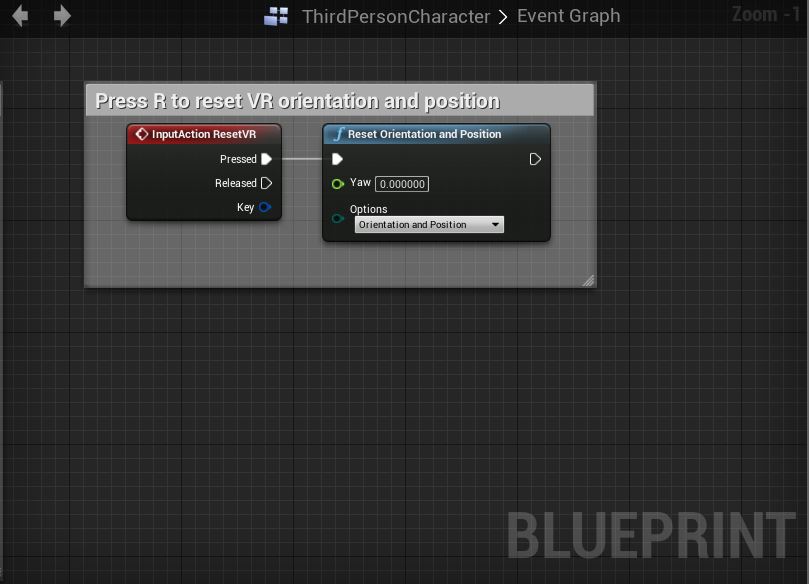 ThirdPersonCharacter > Event Graph
Zoom -1
Press R to reset VR orientation and position
InputAction ResetVR
Pressed
Released
Key
f Reset Orientation and Position
Yaw 0.000000
Options
Orientation and Position
BLUEPRINT